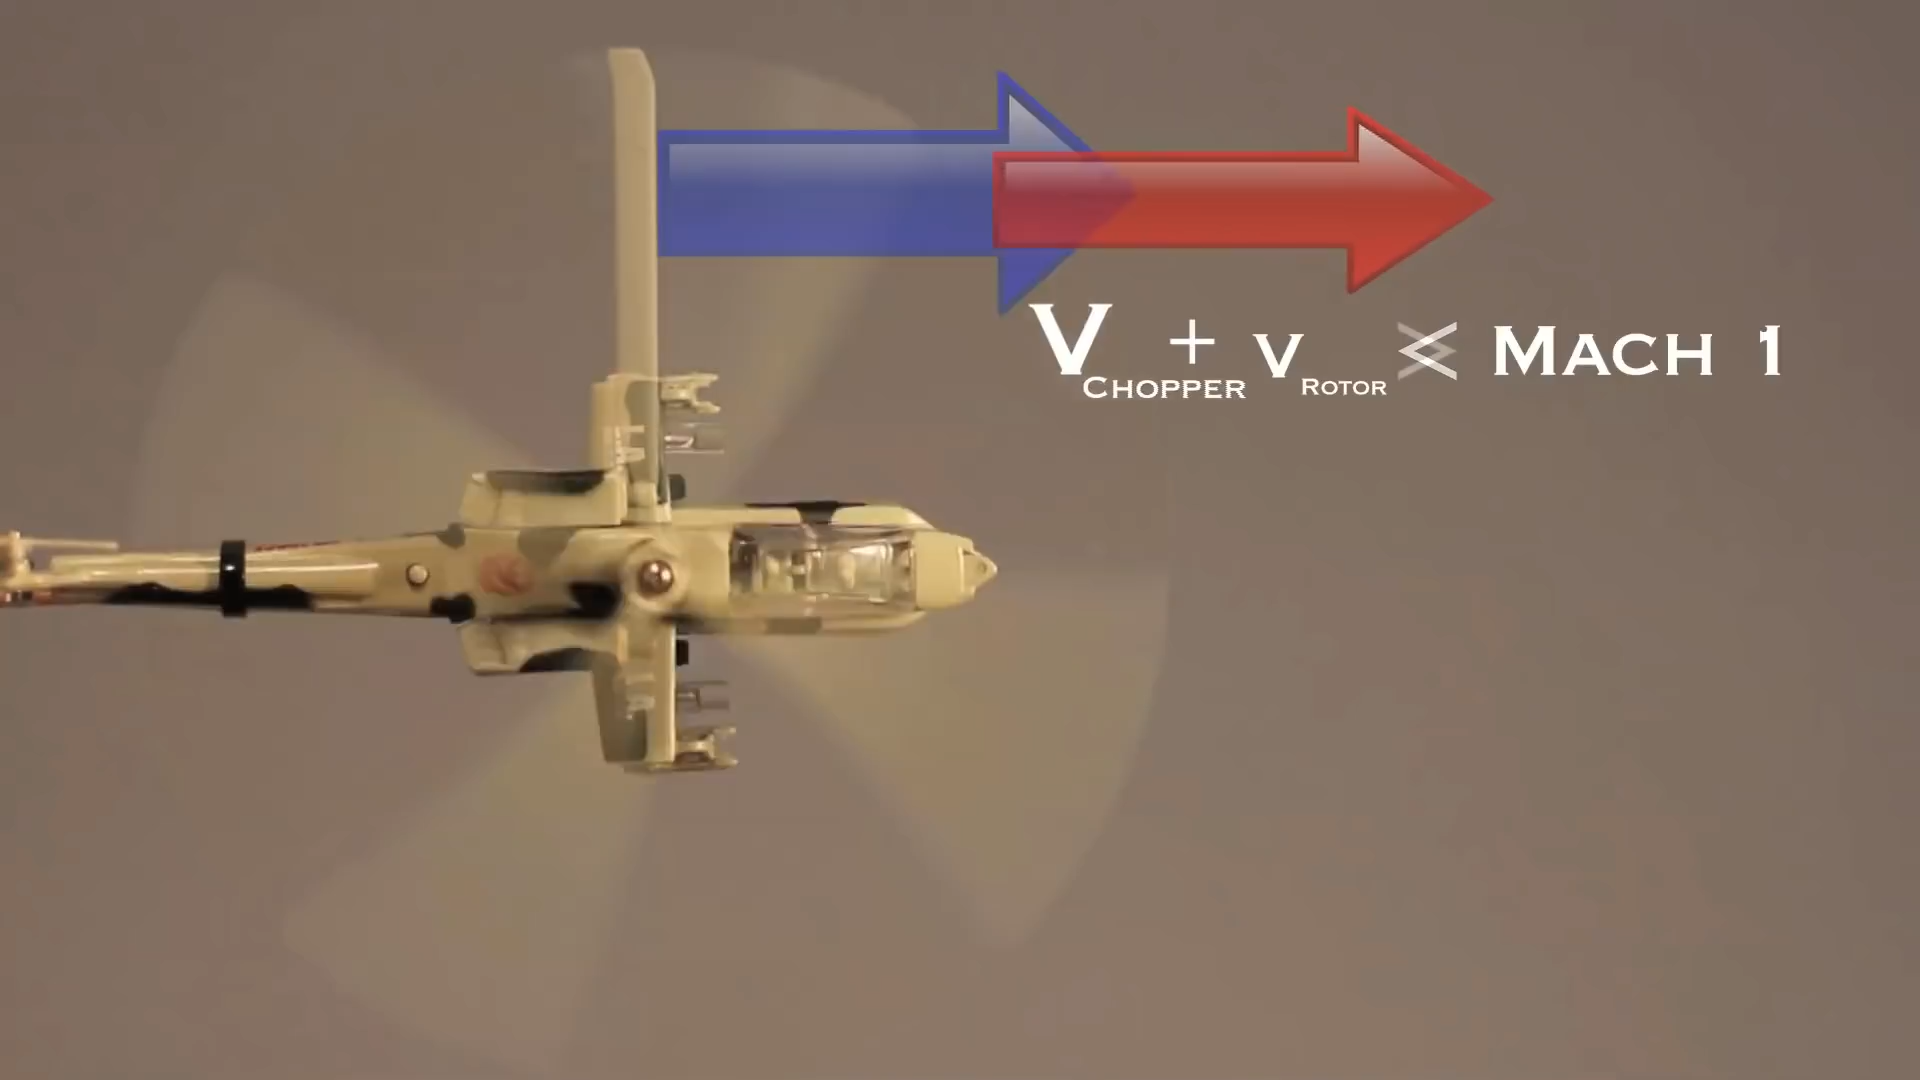 V CHOPPER + V ROTOR < MACH 1